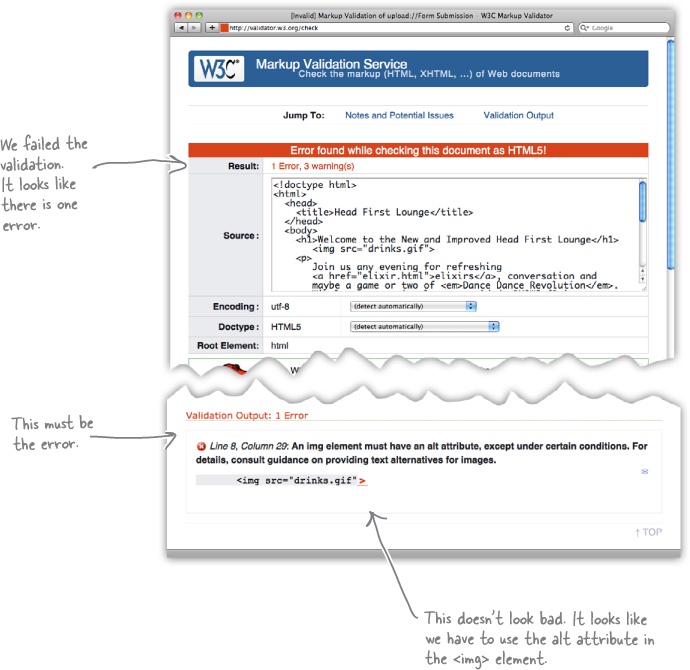 [Invalid] Markup Validation of upload://Form Submission - W3C Markup Validator
http://validator.w3.org/check
Google
W3C®
Markup Validation Service
Check the markup (HTML, XHTML, ...) of Web documents
Jump To: Notes and Potential Issues Validation Output
We failed the
validation.
It looks like
there is one
error.
Error found while checking this document as HTML5!
Result: 1 Error, 3 warning(s)
Source :
<!doctype html>
<html>
<head>
<title>Head First Lounge</title>
</head>
<body>
<h1>Welcome to the New and Improved Head First Lounge</h1>
<img src="drinks.gif">
<p>
Join us any evening for refreshing
<a href="elixir.html">elixirs</a>, conversation and
maybe a game or two of <em>Dance Dance Revolution</em>.
Encoding : utf-8 (detect automatically)
Doctype : HTML5 (detect automatically)
Root Element: html
This must be
the error.
Validation Output: 1 Error
Line 8, Column 29: An img element must have an alt attribute, except under certain conditions. For
details, consult guidance on providing text alternatives for images.
<img src="drinks.gif">
↑ TOP
This doesn't look bad. It looks like
we have to use the alt attribute in
the <img> element.